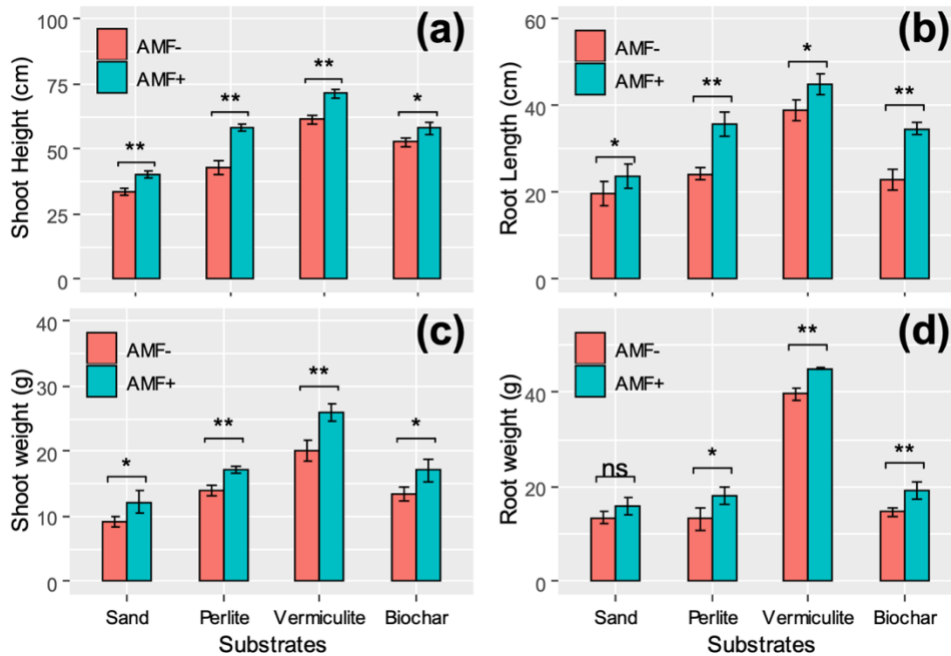 (a)
100
75
50
25
0
Shoot Height (cm)
AMF-
AMF+
**
**
**
*
(b)
60
40
20
0
Root Length (cm)
AMF-
AMF+
*
**
*
**
(c)
40
30
20
10
0
Shoot weight (g)
AMF-
AMF+
*
**
**
*
Sand Perlite Vermiculite Biochar
Substrates
(d)
40
20
0
Root weight (g)
AMF-
AMF+
ns
*
**
**
Sand Perlite Vermiculite Biochar
Substrates